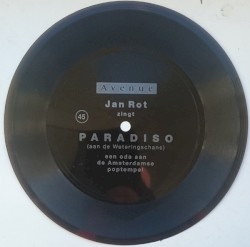 Avenue
Jan Rot
zingt
45
PARADISO
(aan de Weteringschans)
een ode aan
de Amsterdamse
poptempel